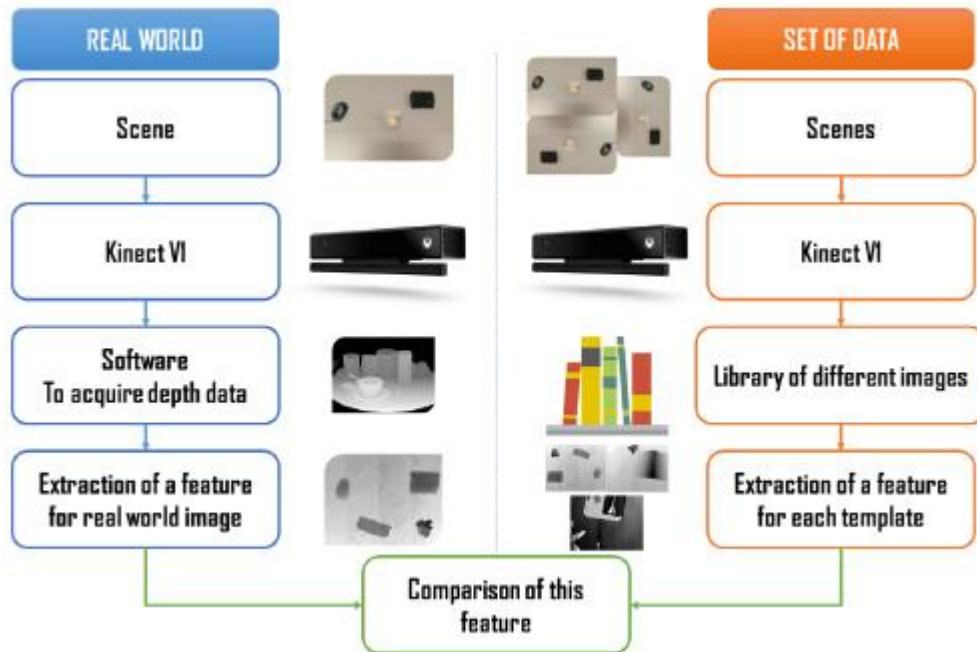 REAL WORLD
SET OF DATA
Scene
Scenes
Kinect V1
Kinect V1
Software
To acquire depth data
Library of different images
Extraction of a feature
for real world image
Extraction of a feature
for each template
Comparison of this
feature